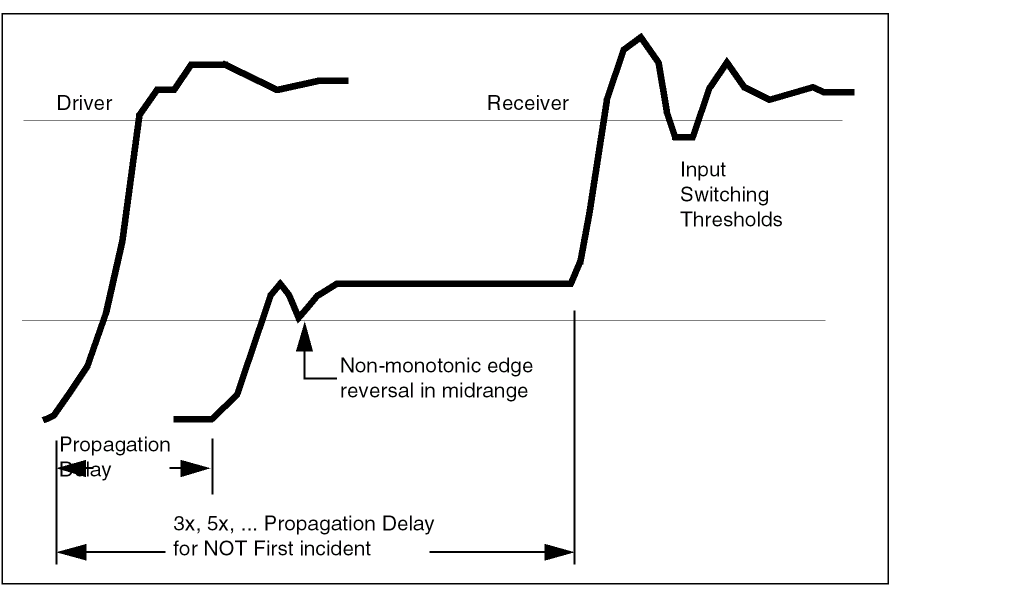 Driver
Receiver
Input
Switching
Thresholds
Non-monotonic edge
reversal in midrange
Propagation
Delay
3x, 5x, ... Propagation Delay
for NOT First incident